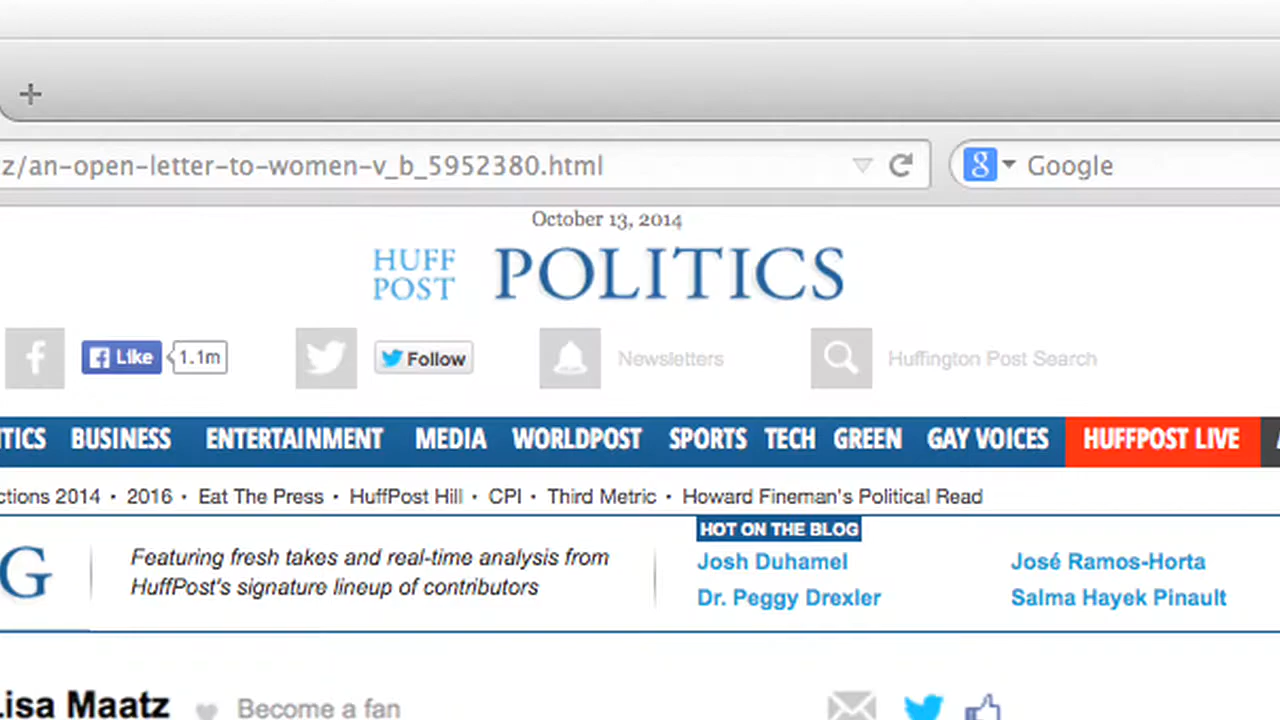 z/an-open-letter-to-women-v_b_5952380.html
Google
October 13, 2014
HUFF POST POLITICS
Like 1.1m Follow Newsletters Huffington Post Search
TICS BUSINESS ENTERTAINMENT MEDIA WORLDPOST SPORTS TECH GREEN GAY VOICES HUFFPOST LIVE
ctions 2014 · 2016 · Eat The Press · HuffPost Hill · CPI · Third Metric · Howard Fineman's Political Read
HOT ON THE BLOG
G
Featuring fresh takes and real-time analysis from
HuffPost's signature lineup of contributors
Josh Duhamel José Ramos-Horta
Dr. Peggy Drexler Salma Hayek Pinault
Lisa Maatz Become a fan